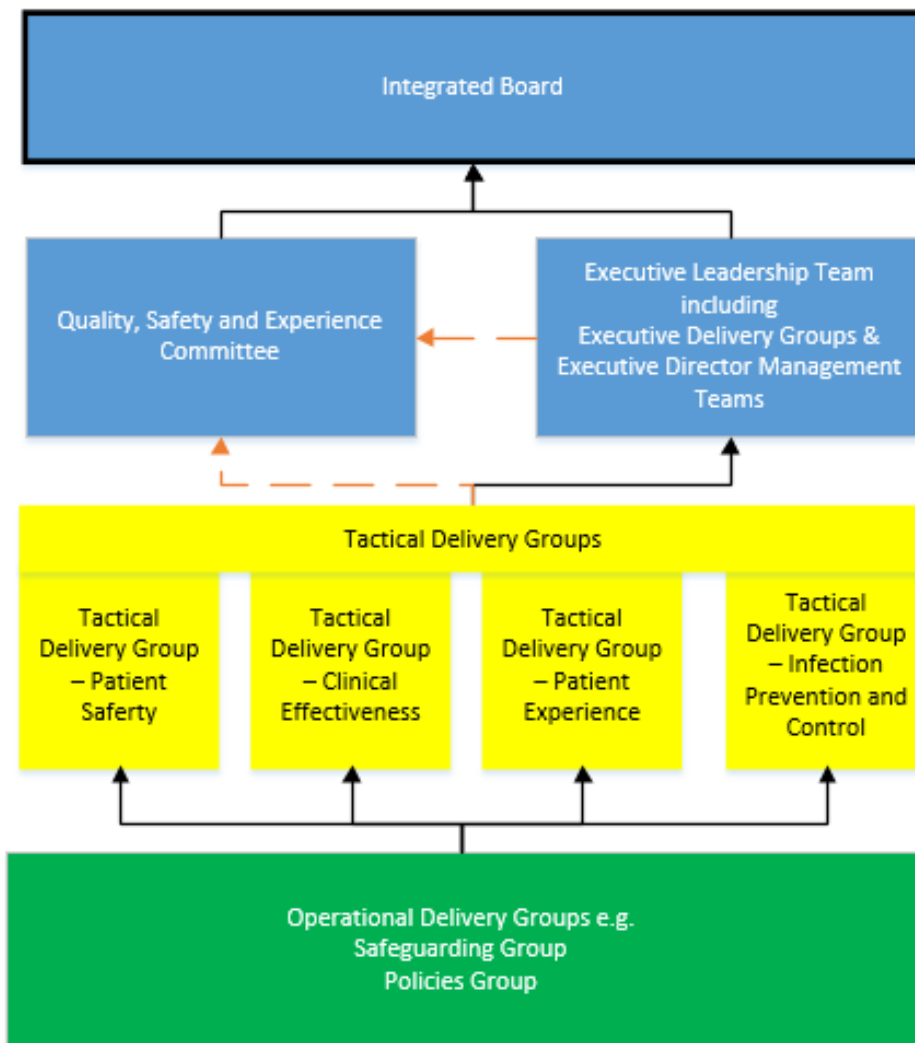 Integrated Board
Quality, Safety and Experience
Committee
Executive Leadership Team
including
Executive Delivery Groups &
Executive Director Management
Teams
Tactical Delivery Groups
Tactical
Delivery Group
– Patient
Saferty
Tactical
Delivery Group
– Clinical
Effectiveness
Tactical
Delivery Group
– Patient
Experience
Tactical
Delivery Group
– Infection
Prevention and
Control
Operational Delivery Groups e.g.
Safeguarding Group
Policies Group